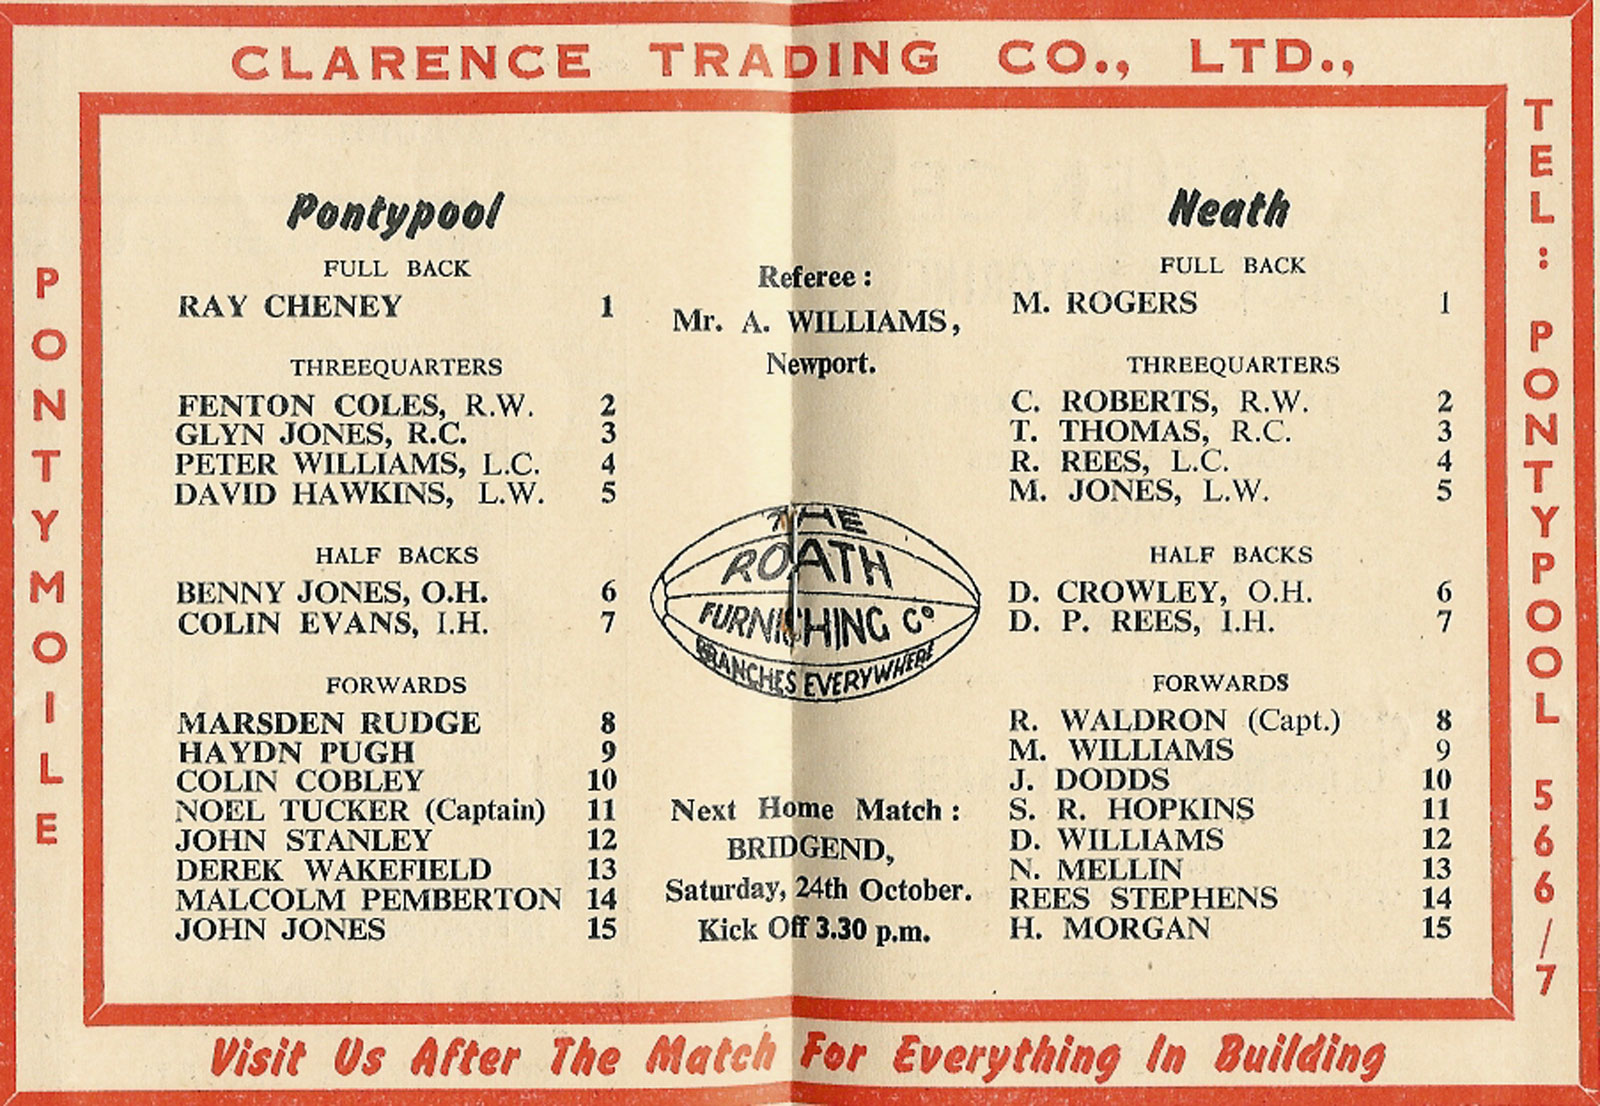 CLARENCE TRADING CO., LTD.,
PONTYMOILE
TEL: PONTYPOOL 566/7
Pontypool
FULL BACK
RAY CHENEY 1
THREEQUARTERS
FENTON COLES, R.W. 2
GLYN JONES, R.C. 3
PETER WILLIAMS, L.C. 4
DAVID HAWKINS, L.W. 5
HALF BACKS
BENNY JONES, O.H. 6
COLIN EVANS, I.H. 7
FORWARDS
MARSDEN RUDGE 8
HAYDN PUGH 9
COLIN COBLEY 10
NOEL TUCKER (Captain) 11
JOHN STANLEY 12
DEREK WAKEFIELD 13
MALCOLM PEMBERTON 14
JOHN JONES 15
Referee :
Mr. A. WILLIAMS,
Newport.
THE
ROATH
FURNISHING Co
BRANCHES EVERYWHERE
Next Home Match :
BRIDGEND,
Saturday, 24th October.
Kick Off 3.30 p.m.
Neath
FULL BACK
M. ROGERS 1
THREEQUARTERS
C. ROBERTS, R.W. 2
T. THOMAS, R.C. 3
R. REES, L.C. 4
M. JONES, L.W. 5
HALF BACKS
D. CROWLEY, O.H. 6
D. P. REES, I.H. 7
FORWARDS
R. WALDRON (Capt.) 8
M. WILLIAMS 9
J. DODDS 10
S. R. HOPKINS 11
D. WILLIAMS 12
N. MELLIN 13
REES STEPHENS 14
H. MORGAN 15
Visit Us After The Match For Everything In Building